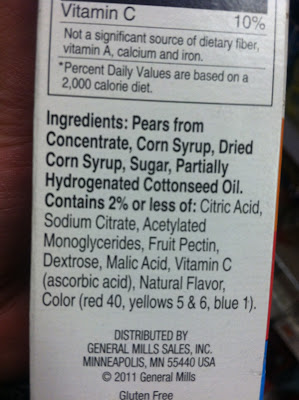 Vitamin C 10%
Not a significant source of dietary fiber,
vitamin A, calcium and iron.
*Percent Daily Values are based on a
2,000 calorie diet.
Ingredients: Pears from
Concentrate, Corn Syrup, Dried
Corn Syrup, Sugar, Partially
Hydrogenated Cottonseed Oil.
Contains 2% or less of: Citric Acid,
Sodium Citrate, Acetylated
Monoglycerides, Fruit Pectin,
Dextrose, Malic Acid, Vitamin C
(ascorbic acid), Natural Flavor,
Color (red 40, yellows 5 & 6, blue 1).
DISTRIBUTED BY
GENERAL MILLS SALES, INC.
MINNEAPOLIS, MN 55440 USA
© 2011 General Mills
Gluten Free